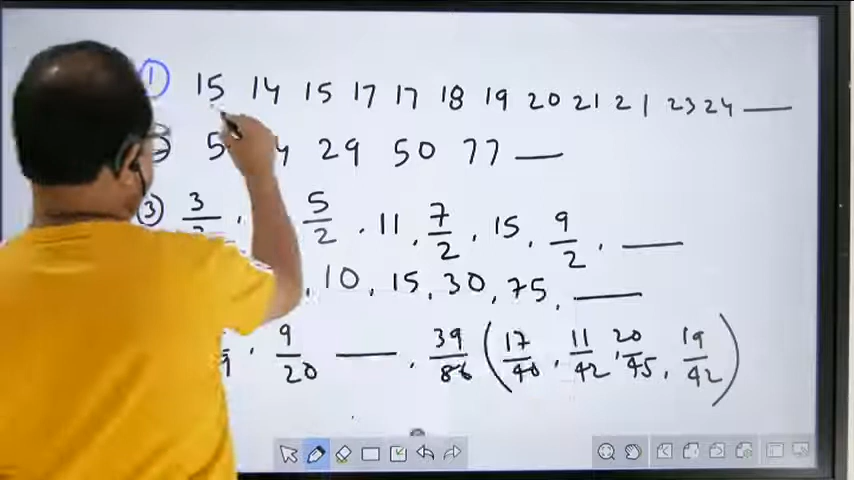 ① 15 14 15 17 17 18 19 20 21 21 23 24 ___
5 4 29 50 77 ___
③ 3/2, 5/2, 11, 7/2, 15, 9/2, ___
, 10, 15, 30, 75, ___
9, 9/20 ___, 39/86 (17/40, 11/42, 20/45, 19/42)